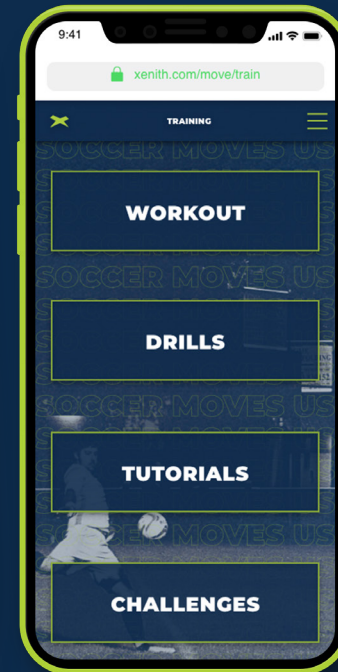 9:41
xenith.com/move/train
TRAINING
SOCCER MOVES US
WORKOUT
SOCCER MOVES US
DRILLS
SOCCER MOVES US
TUTORIALS
SOCCER MOVES US
CHALLENGES